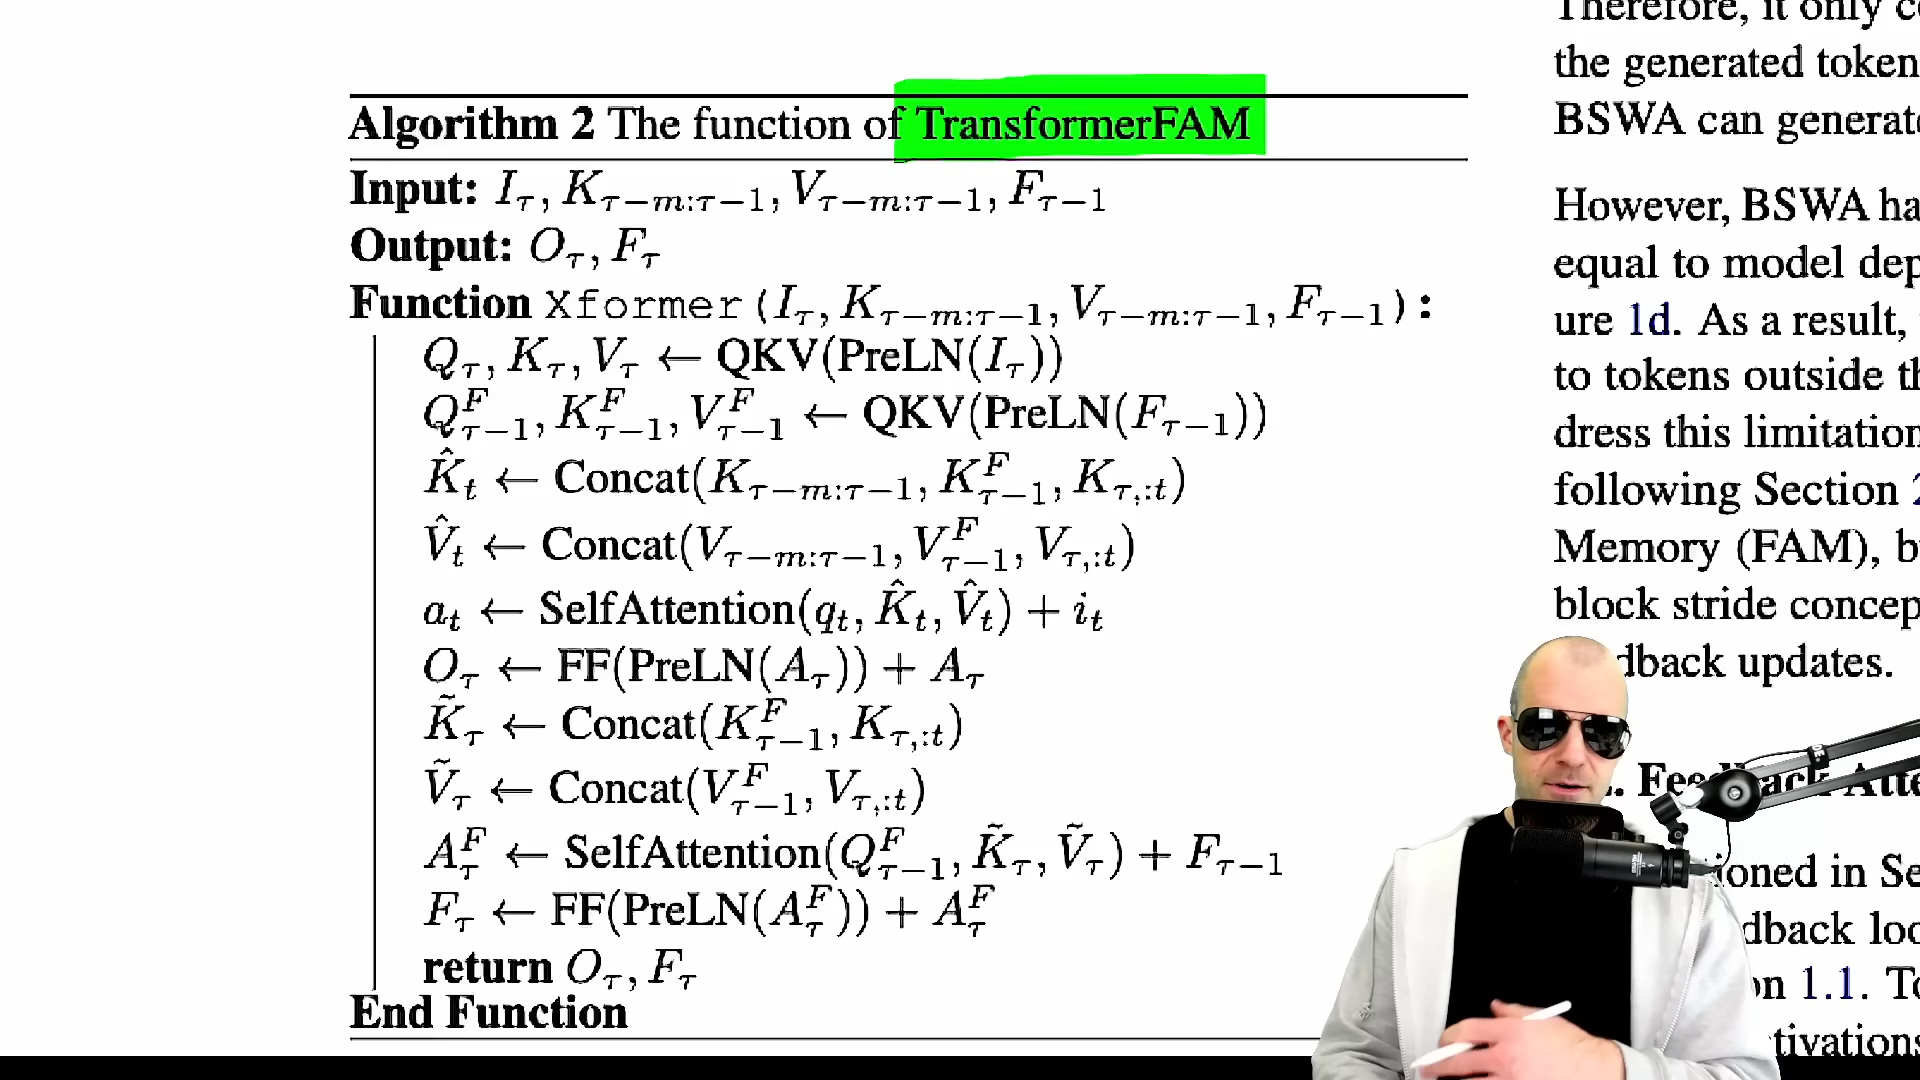 Algorithm 2 The function of TransformerFAM
Input: I_τ, K_{τ−m:τ−1}, V_{τ−m:τ−1}, F_{τ−1}
Output: O_τ, F_τ
Function Xformer(I_τ, K_{τ−m:τ−1}, V_{τ−m:τ−1}, F_{τ−1}):
Q_τ, K_τ, V_τ ← QKV(PreLN(I_τ))
Q^F_{τ−1}, K^F_{τ−1}, V^F_{τ−1} ← QKV(PreLN(F_{τ−1}))
K̂_t ← Concat(K_{τ−m:τ−1}, K^F_{τ−1}, K_{τ,:t})
V̂_t ← Concat(V_{τ−m:τ−1}, V^F_{τ−1}, V_{τ,:t})
a_t ← SelfAttention(q_t, K̂_t, V̂_t) + i_t
O_τ ← FF(PreLN(A_τ)) + A_τ
K̃_τ ← Concat(K^F_{τ−1}, K_{τ,:t})
Ṽ_τ ← Concat(V^F_{τ−1}, V_{τ,:t})
A^F_τ ← SelfAttention(Q^F_{τ−1}, K̃_τ, Ṽ_τ) + F_{τ−1}
F_τ ← FF(PreLN(A^F_τ)) + A^F_τ
return O_τ, F_τ
End Function
Therefore, it only
the generated token
BSWA can generat
However, BSWA ha
equal to model dep
ure 1d. As a result,
to tokens outside th
dress this limitation
following Section 2
Memory (FAM), b
block stride concep
dback updates.
Feedback Atte
ioned in Se
dback loo
on 1.1. To
tivations